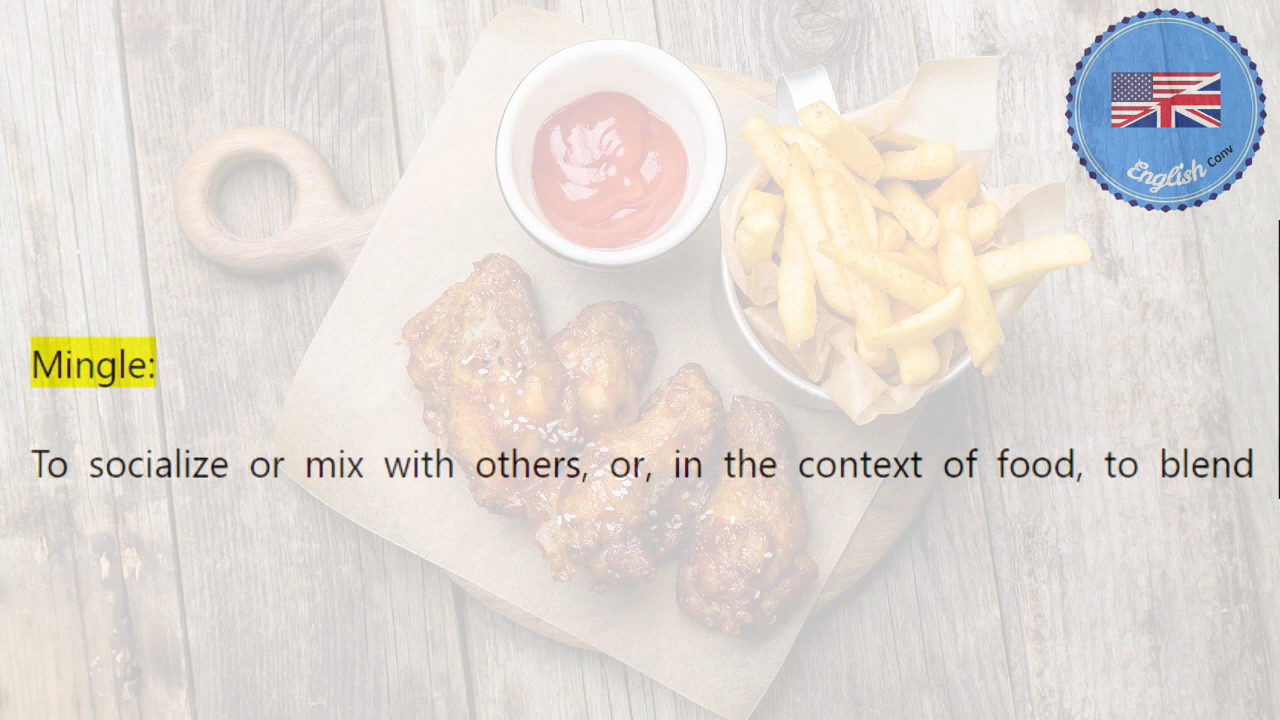 English Conv
Mingle:
To socialize or mix with others, or, in the context of food, to blend